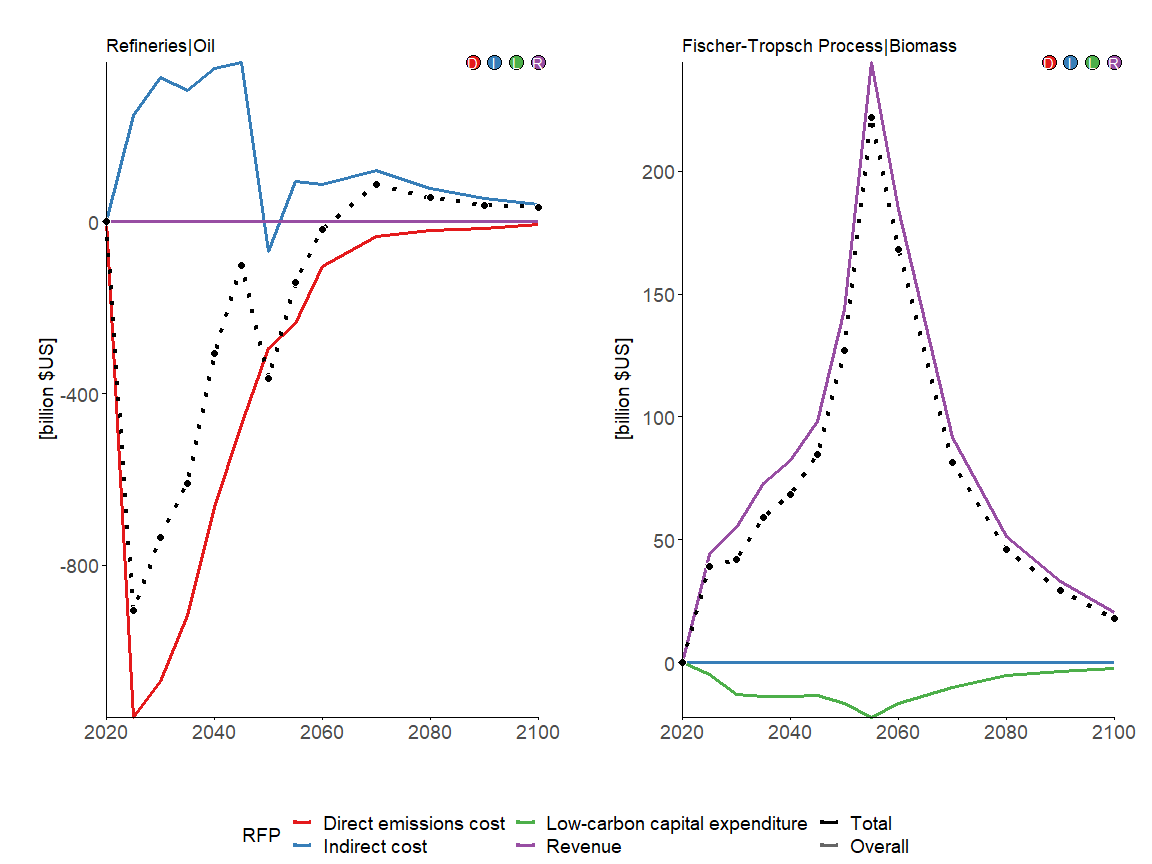 Refineries|Oil
D I L R
0
-400
-800
[billion $US]
2020 2040 2060 2080 2100
Fischer-Tropsch Process|Biomass
D I L R
200
150
100
50
0
[billion $US]
2020 2040 2060 2080 2100
RFP
Direct emissions cost Low-carbon capital expenditure Total
Indirect cost Revenue Overall